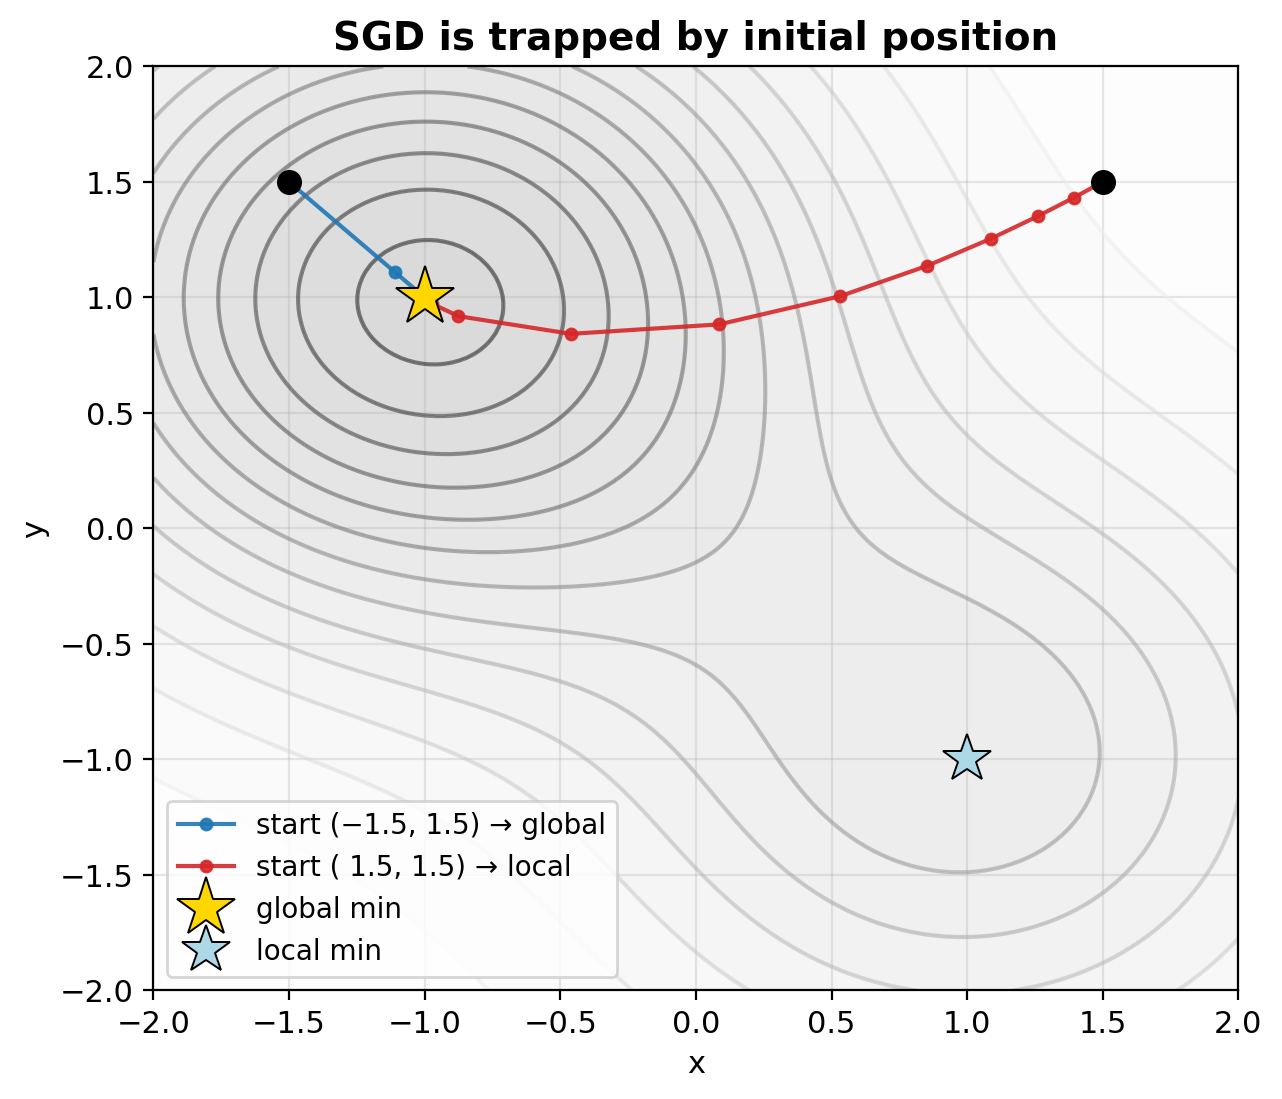 SGD is trapped by initial position
2.0
1.5
1.0
0.5
0.0
−0.5
−1.0
−1.5
−2.0
y
start (−1.5, 1.5) → global
start ( 1.5, 1.5) → local
global min
local min
−2.0 −1.5 −1.0 −0.5 0.0 0.5 1.0 1.5 2.0
x